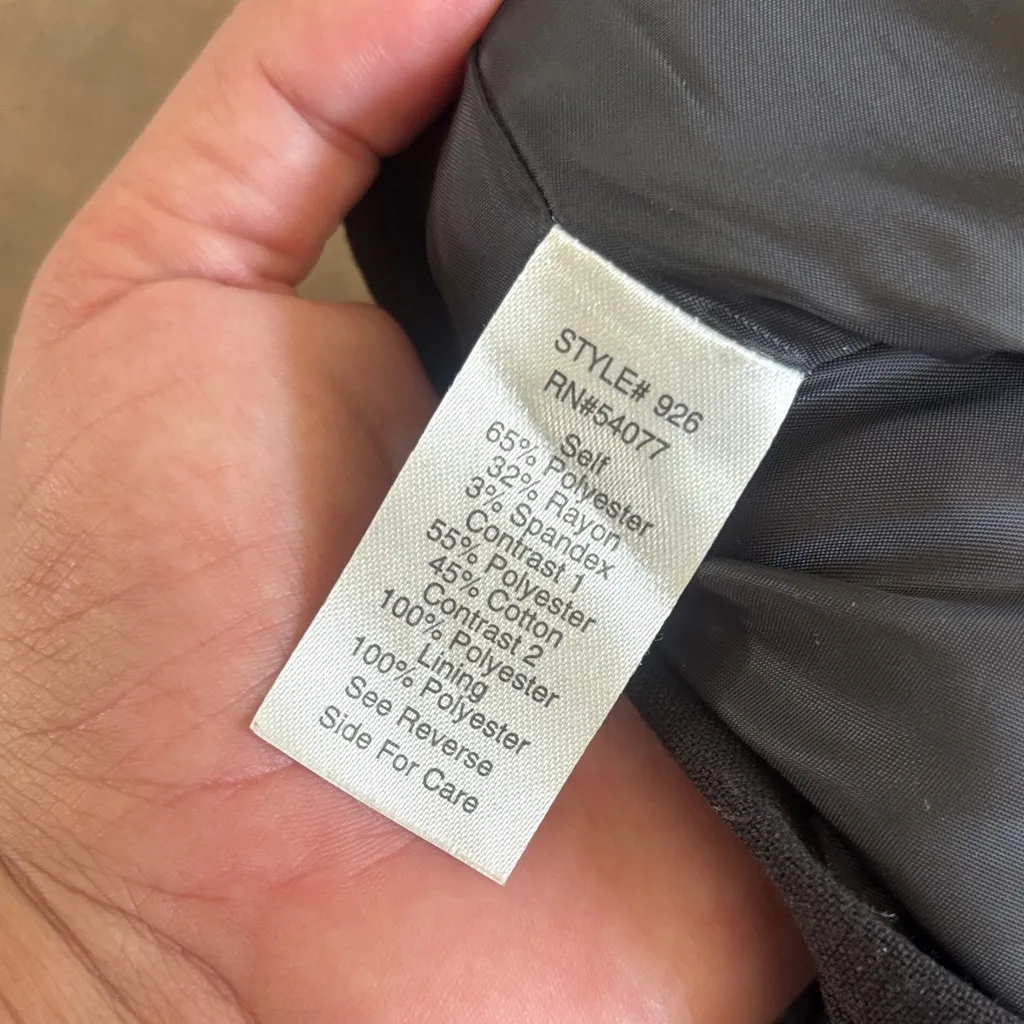 STYLE# 926
RN#54077
Self
65% Polyester
32% Rayon
3% Spandex
Contrast 1
55% Polyester
45% Cotton
Contrast 2
100% Polyester
Lining
100% Polyester
See Reverse
Side For Care